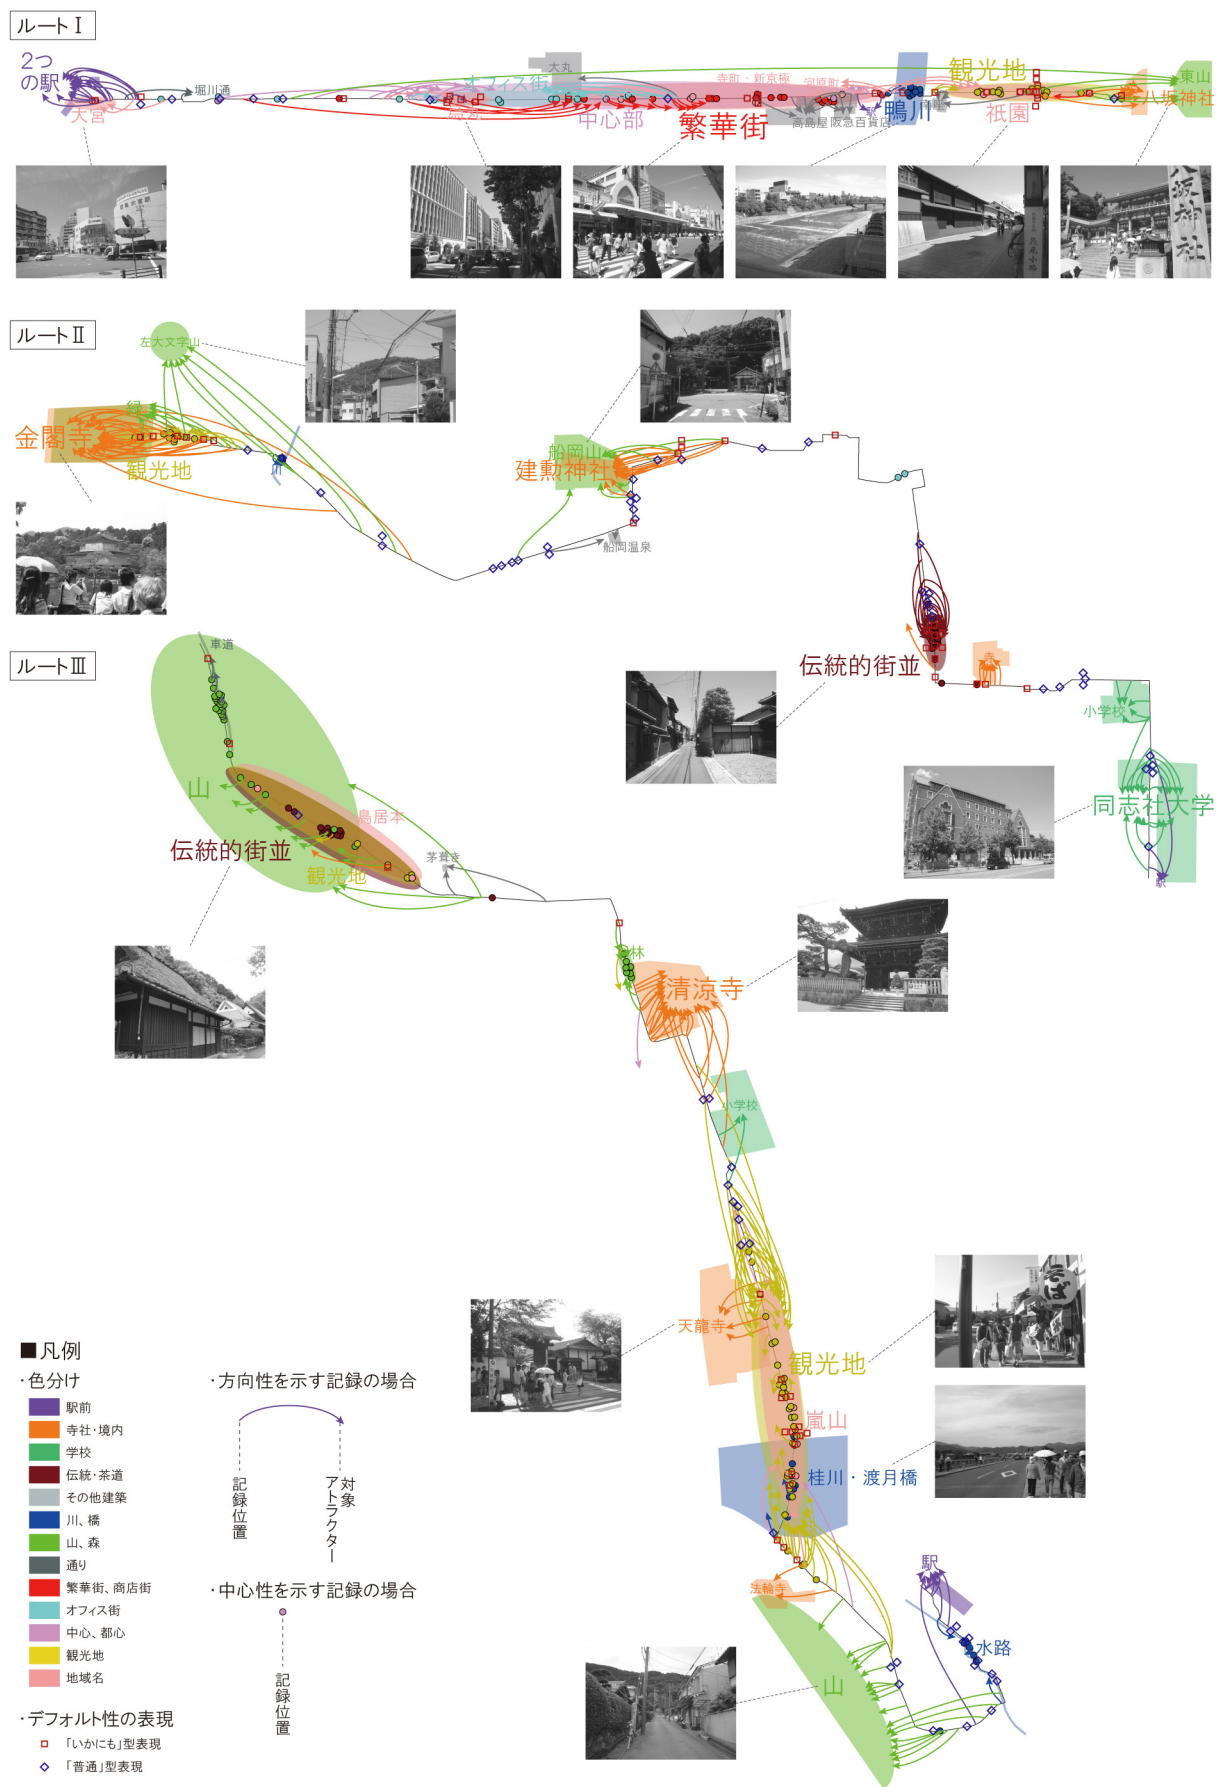 ルートⅠ
2つ
の駅
大宮
堀川通
オフィス街
大丸
中心部
繁華街
寺町・新京極
河原町
高島屋
阪急百貨店
駅
鴨川
観光地
祇園
東山
八坂神社
八坂神社
ルートⅡ
左大文字山
緑
金閣寺
観光地
川
船岡山
建勲神社
船岡温泉
伝統的街並
寺
小学校
同志社大学
駅
ルートⅢ
車道
山
鳥居本
伝統的街並
観光地
茅葺き
林
清涼寺
小学校
天龍寺
観光地
そば
嵐山
桂川・渡月橋
法輪寺
駅
水路
山
■凡例
・色分け
駅前
寺社・境内
学校
伝統・茶道
その他建築
川、橋
山、森
通り
繁華街、商店街
オフィス街
中心、都心
観光地
地域名
・方向性を示す記録の場合
記録位置
対象
アトラクター
・中心性を示す記録の場合
記録位置
・デフォルト性の表現
「いかにも」型表現
「普通」型表現